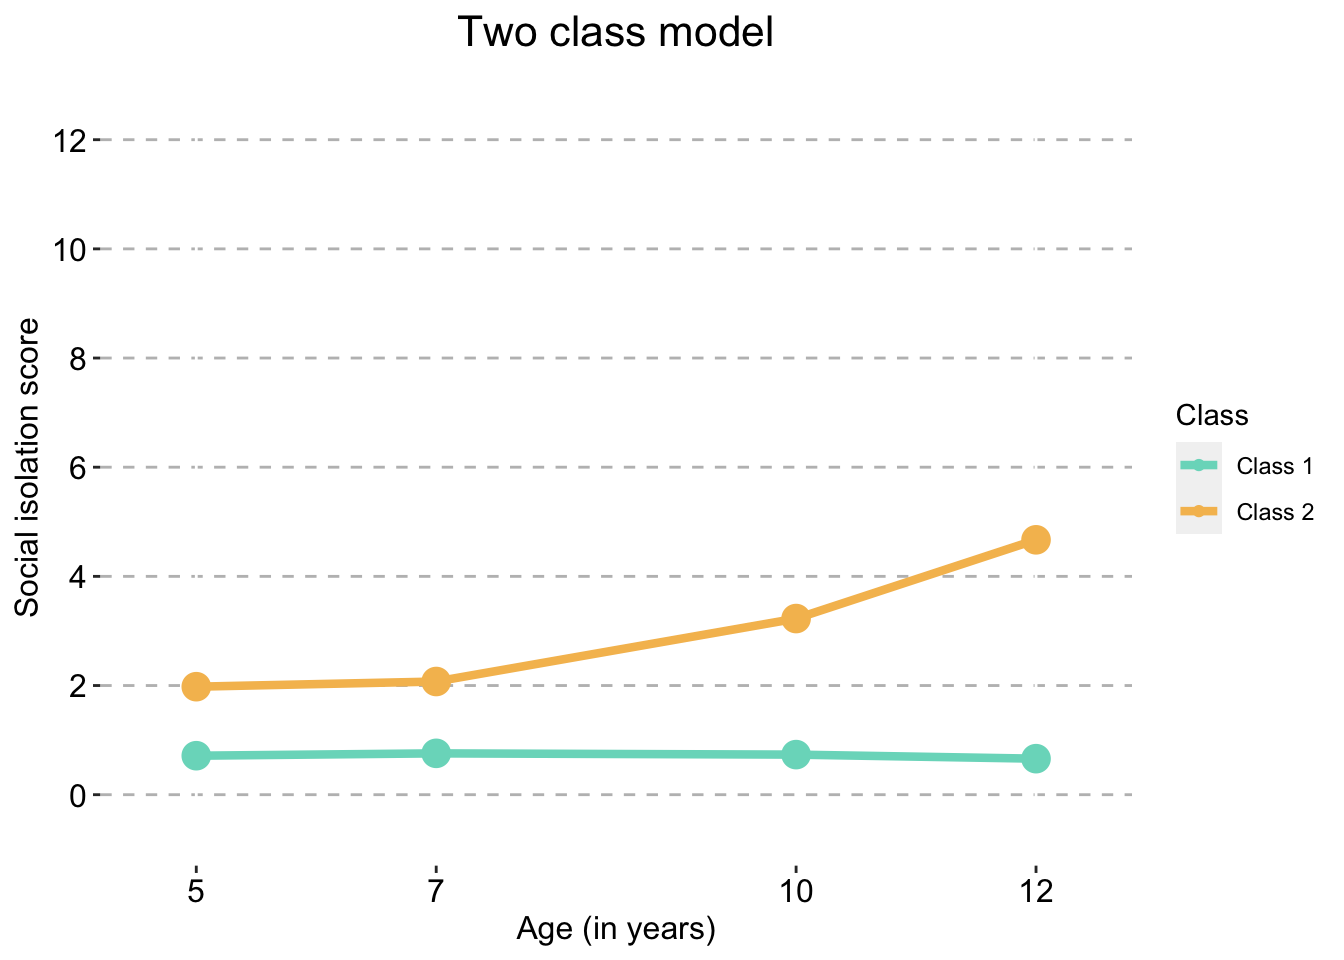 Two class model
12
10
8
6
4
2
0
Social isolation score
5 7 10 12
Age (in years)
Class
Class 1
Class 2